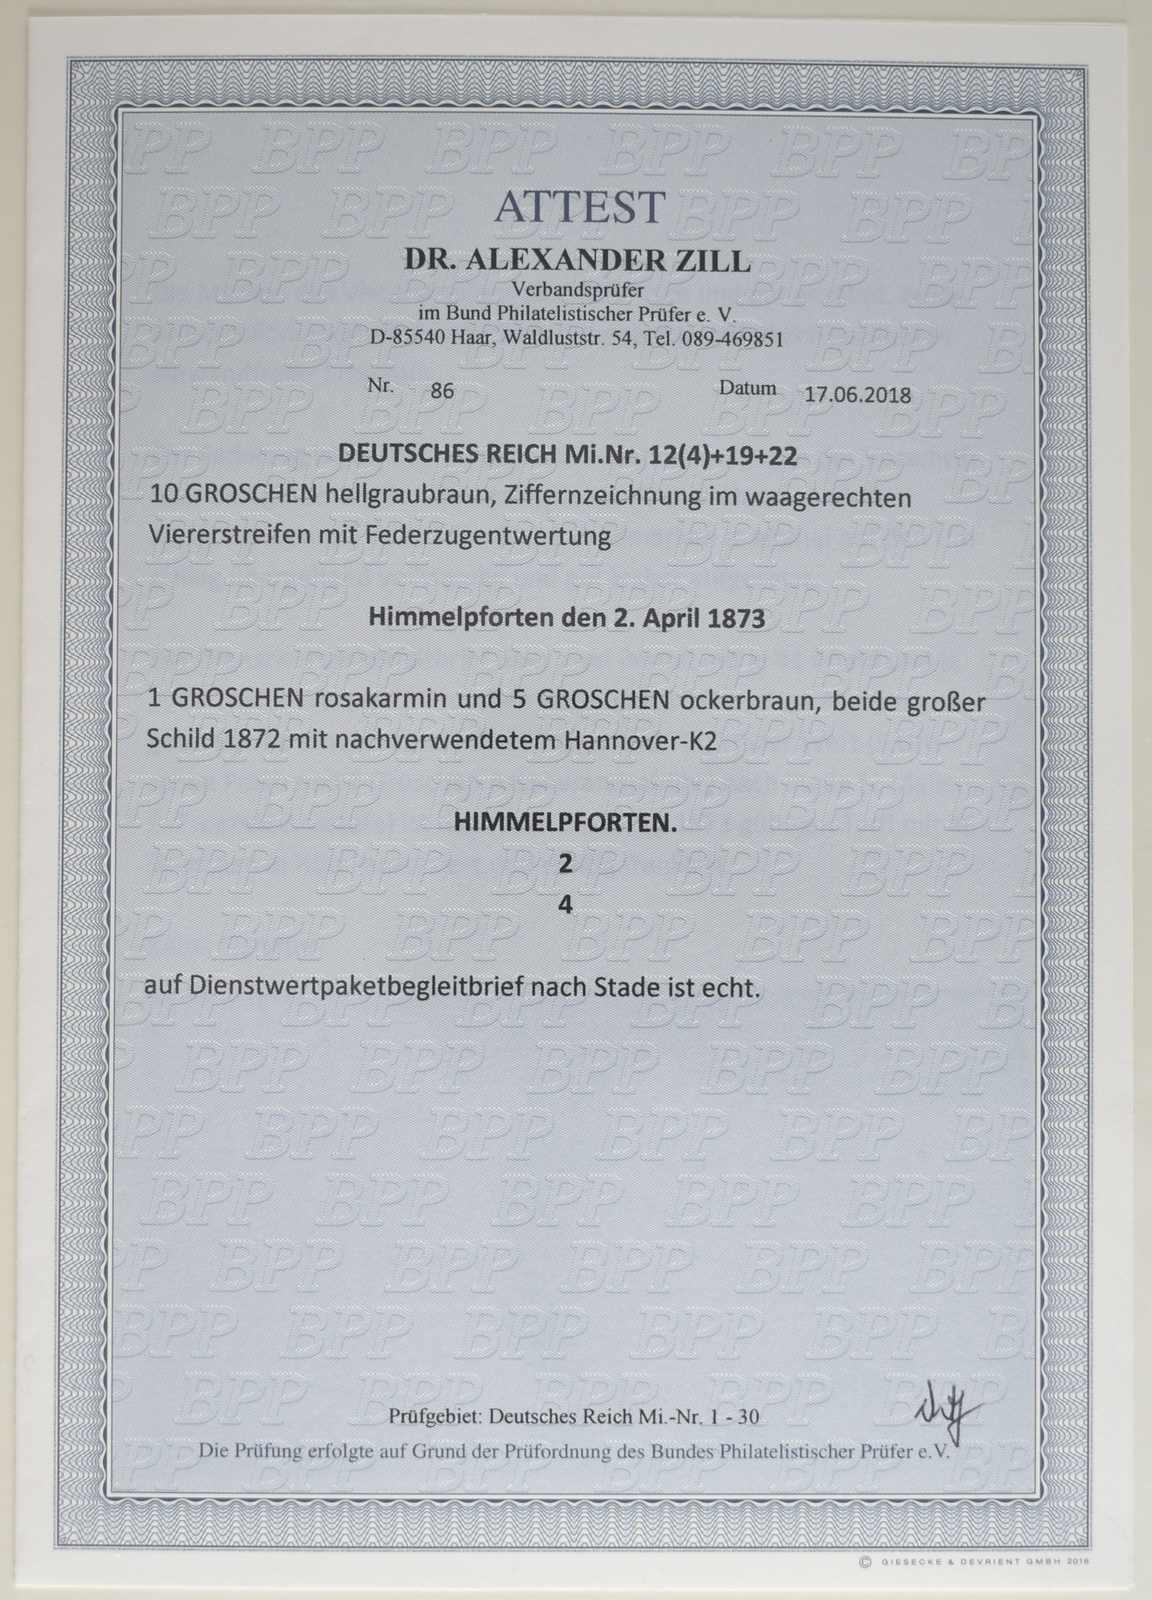 ATTEST
DR. ALEXANDER ZILL
Verbandsprüfer
im Bund Philatelistischer Prüfer e. V.
D-85540 Haar, Waldluststr. 54, Tel. 089-469851
Nr. 86 Datum 17.06.2018
DEUTSCHES REICH Mi.Nr. 12(4)+19+22
10 GROSCHEN hellgraubraun, Ziffernzeichnung im waagerechten
Viererstreifen mit Federzugentwertung
Himmelpforten den 2. April 1873
1 GROSCHEN rosakarmin und 5 GROSCHEN ockerbraun, beide großer
Schild 1872 mit nachverwendetem Hannover-K2
HIMMELPFORTEN.
2
4
auf Dienstwertpaketbegleitbrief nach Stade ist echt.
Prüfgebiet: Deutsches Reich Mi.-Nr. 1 - 30
Die Prüfung erfolgte auf Grund der Prüfordnung des Bundes Philatelistischer Prüfer e.V.
© GIESECKE & DEVRIENT GMBH 2016